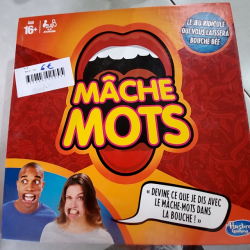 16+
6€
LE JEU RIDICULE
QUI VOUS LAISSERA
BOUCHE BÉE
MÂCHE
MOTS
« DEVINE CE QUE JE DIS AVEC
LE MÂCHE-MOTS DANS
LA BOUCHE ! »
Hasbro
Gaming